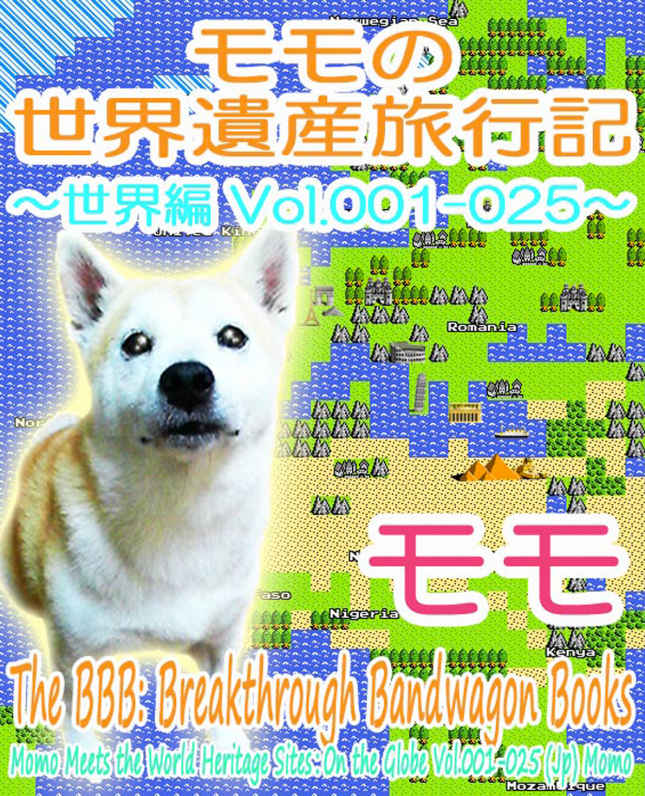 Norwegian Sea
モモの
世界遺産旅行記
～世界編 Vol.001-025～
Romania
モモ
Nigeria
Kenya
The BBB: Breakthrough Bandwagon Books
Momo Meets the World Heritage Sites: On the Globe Vol.001-025 (Jp) Momo
Mozambique